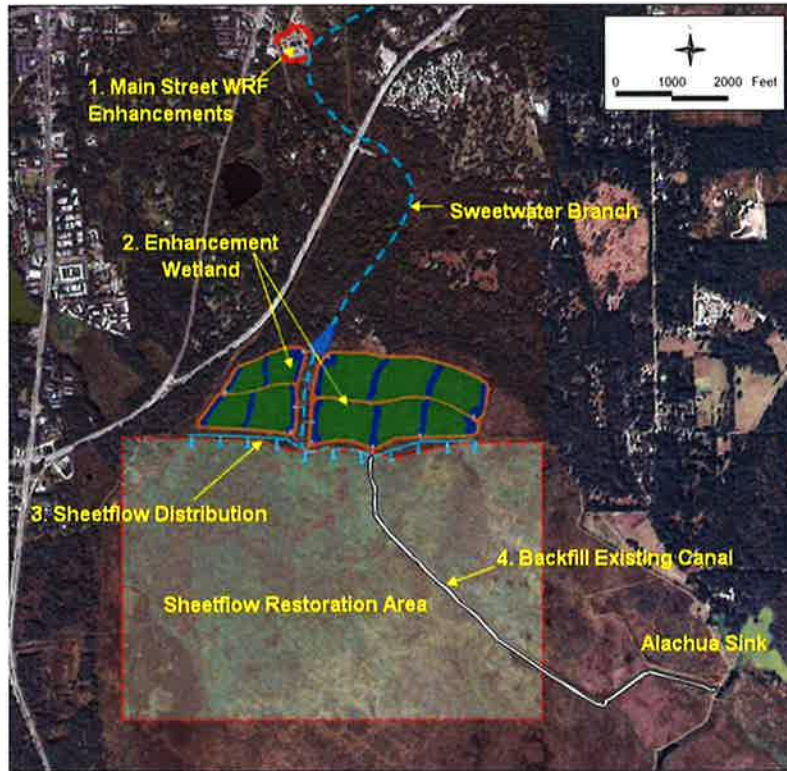 1. Main Street WRF
Enhancements
0 1000 2000 Feet
Sweetwater Branch
2. Enhancement
Wetland
3. Sheetflow Distribution
4. Backfill Existing Canal
Sheetflow Restoration Area
Alachua Sink